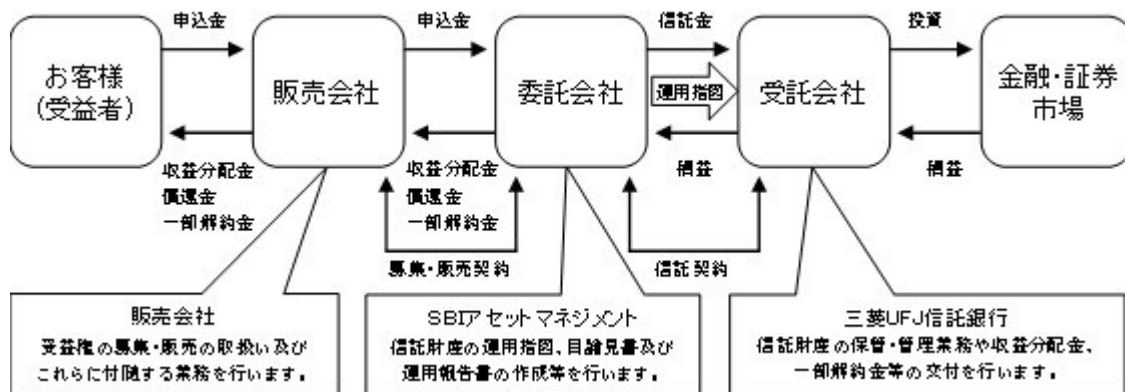 申込金
申込金
信託金
投資
お客様
(受益者)
販売会社
委託会社
運用指図
受託会社
金融・証券
市場
収益分配金
償還金
一部解約金
収益分配金
償還金
一部解約金
損益
損益
募集・販売契約
信託契約
販売会社
受益権の募集・販売の取扱い及び
これらに付随する業務を行います。
SBIアセットマネジメント
信託財産の運用指図、目論見書及び
運用報告書の作成等を行います。
三菱UFJ信託銀行
信託財産の保管・管理業務や収益分配金、
一部解約金等の交付を行います。